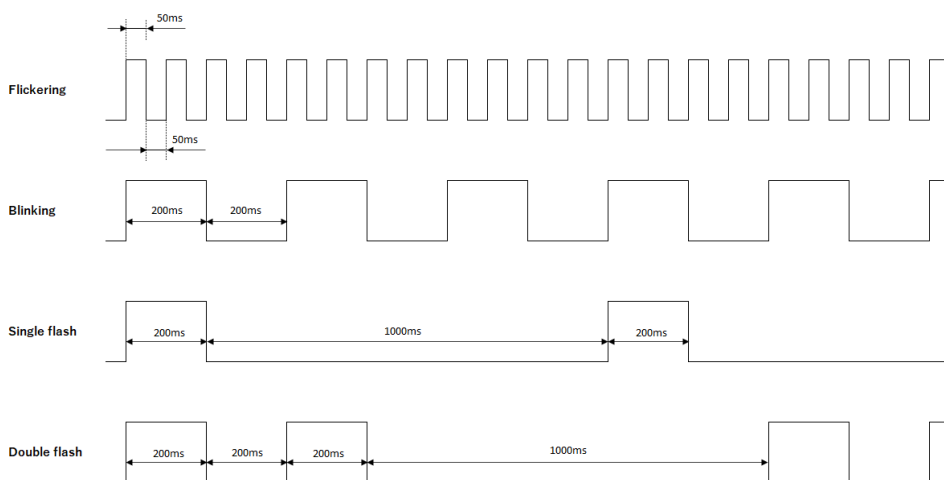 50ms
Flickering
50ms
Blinking
200ms 200ms
Single flash
200ms 1000ms 200ms
Double flash
200ms 200ms 200ms 1000ms